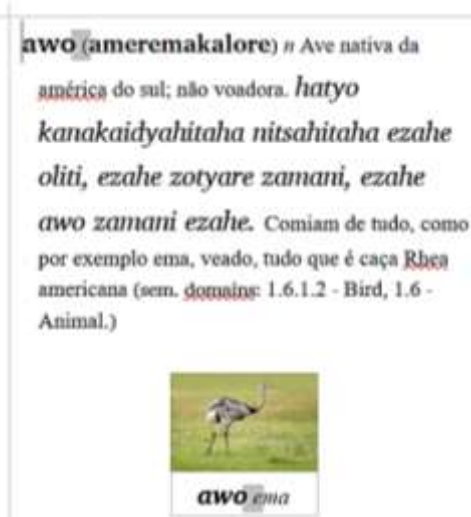 awo (ameremakalore) n Ave nativa da
américa do sul; não voadora. hatyo
kanakaidyahitaha nitsahitaha ezahe
oliti, ezahe zotyare zamani, ezahe
awo zamani ezahe. Comiam de tudo, como
por exemplo ema, veado, tudo que é caça Rhea
americana (sem. domains: 1.6.1.2 - Bird, 1.6 -
Animal.)
awo ema